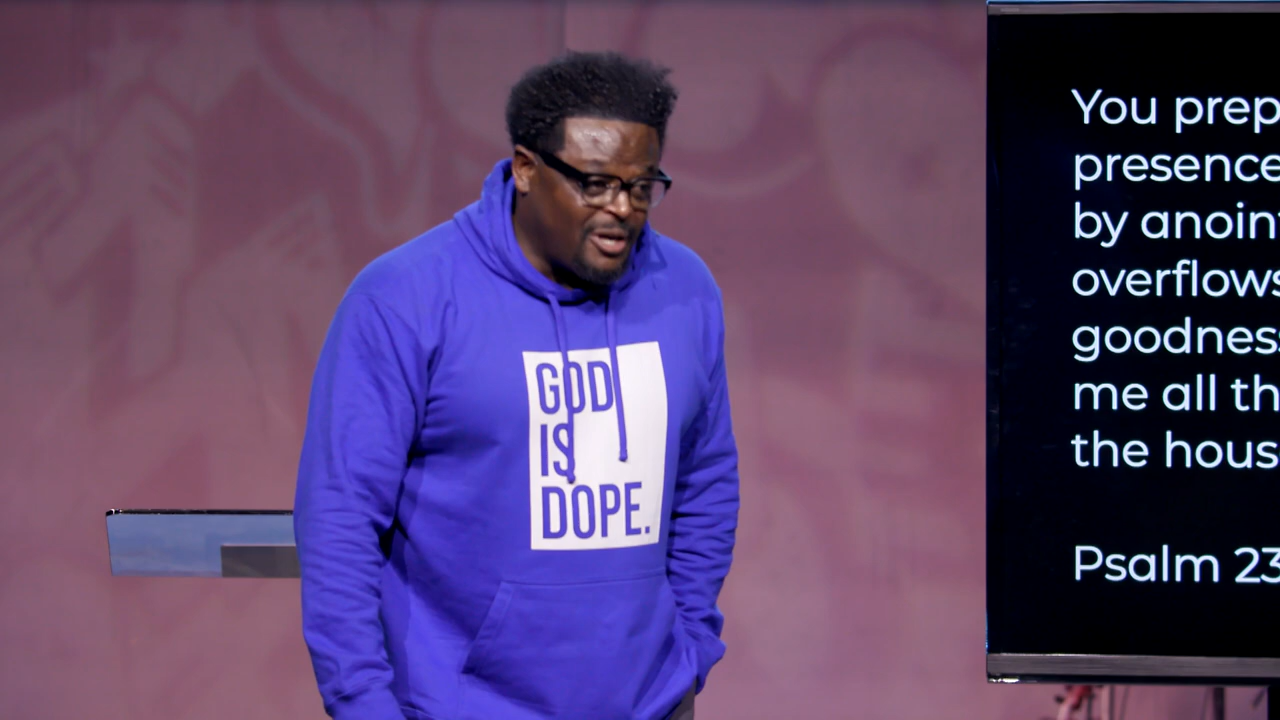 GOD
IS
DOPE.
You prep
presence
by anoin
overflows
goodness
me all th
the hous
Psalm 23